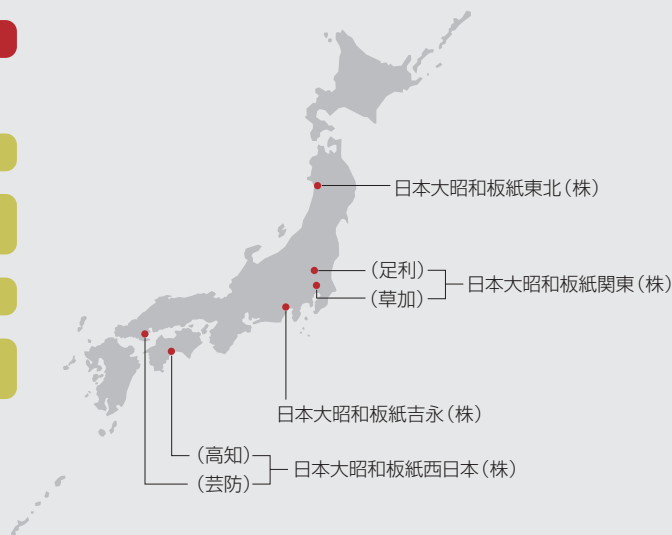 日本大昭和板紙東北(株)
(足利)
(草加)
日本大昭和板紙関東(株)
日本大昭和板紙吉永(株)
(高知)
(芸防)
日本大昭和板紙西日本(株)